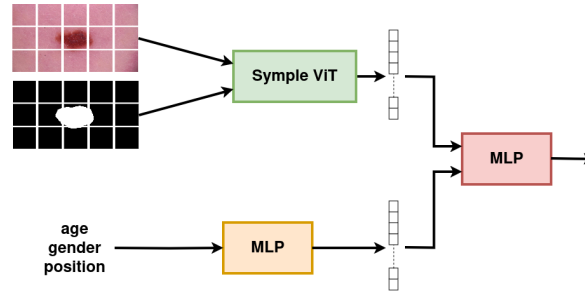 Symple ViT
MLP
age
gender
position
MLP